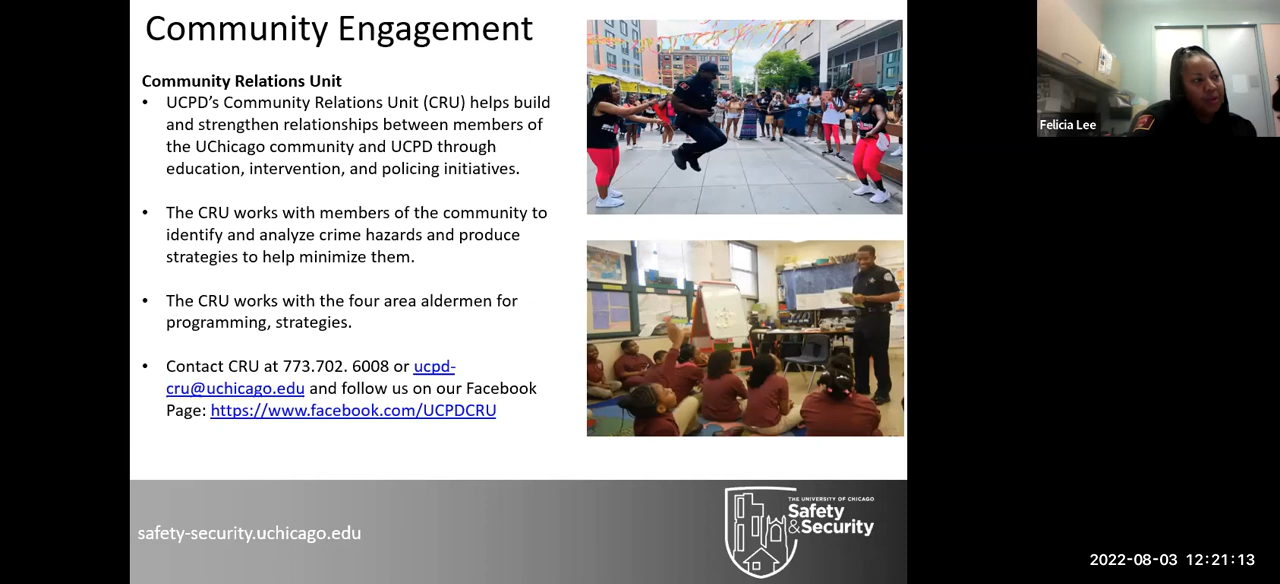 Community Engagement
Community Relations Unit
• UCPD's Community Relations Unit (CRU) helps build
and strengthen relationships between members of
the UChicago community and UCPD through
education, intervention, and policing initiatives.
• The CRU works with members of the community to
identify and analyze crime hazards and produce
strategies to help minimize them.
• The CRU works with the four area aldermen for
programming, strategies.
• Contact CRU at 773.702. 6008 or ucpd-
cru@uchicago.edu and follow us on our Facebook
Page: https://www.facebook.com/UCPDCRU
safety-security.uchicago.edu
THE UNIVERSITY OF CHICAGO
Safety
&Security
Felicia Lee
2022-08-03 12:21:13